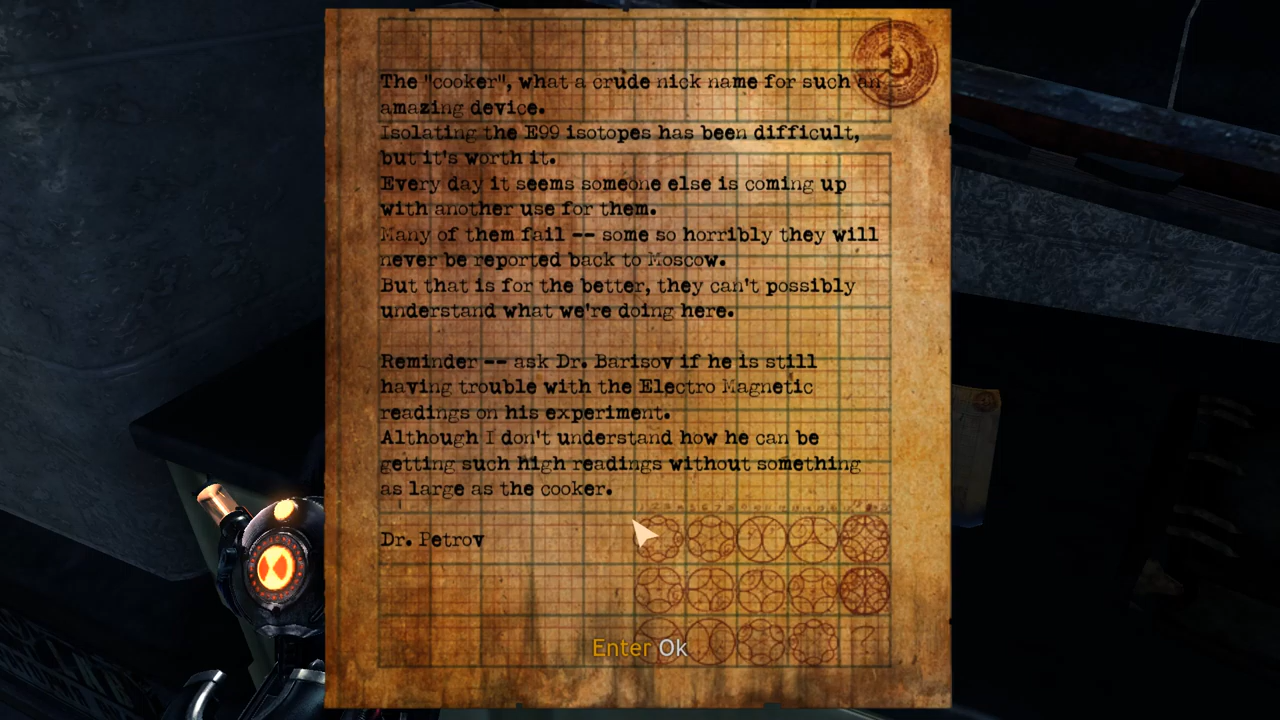 The "cooker", what a crude nick name for such an
amazing device.
Isolating the E99 isotopes has been difficult,
but it's worth it.
Every day it seems someone else is coming up
with another use for them.
Many of them fail -- some so horribly they will
never be reported back to Moscow.
But that is for the better, they can't possibly
understand what we're doing here.
Reminder -- ask Dr. Barisov if he is still
having trouble with the Electro Magnetic
readings on his experiment.
Although I don't understand how he can be
getting such high readings without something
as large as the cooker.
Dr. Petrov
Enter Ok